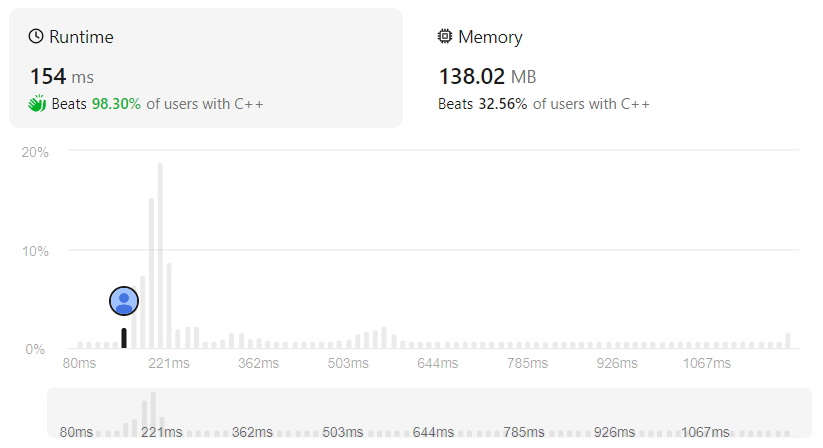 Runtime
154 ms
Beats 98.30% of users with C++
Memory
138.02 MB
Beats 32.56% of users with C++
20%
10%
0%
80ms 221ms 362ms 503ms 644ms 785ms 926ms 1067ms
80ms 221ms 362ms 503ms 644ms 785ms 926ms 1067ms